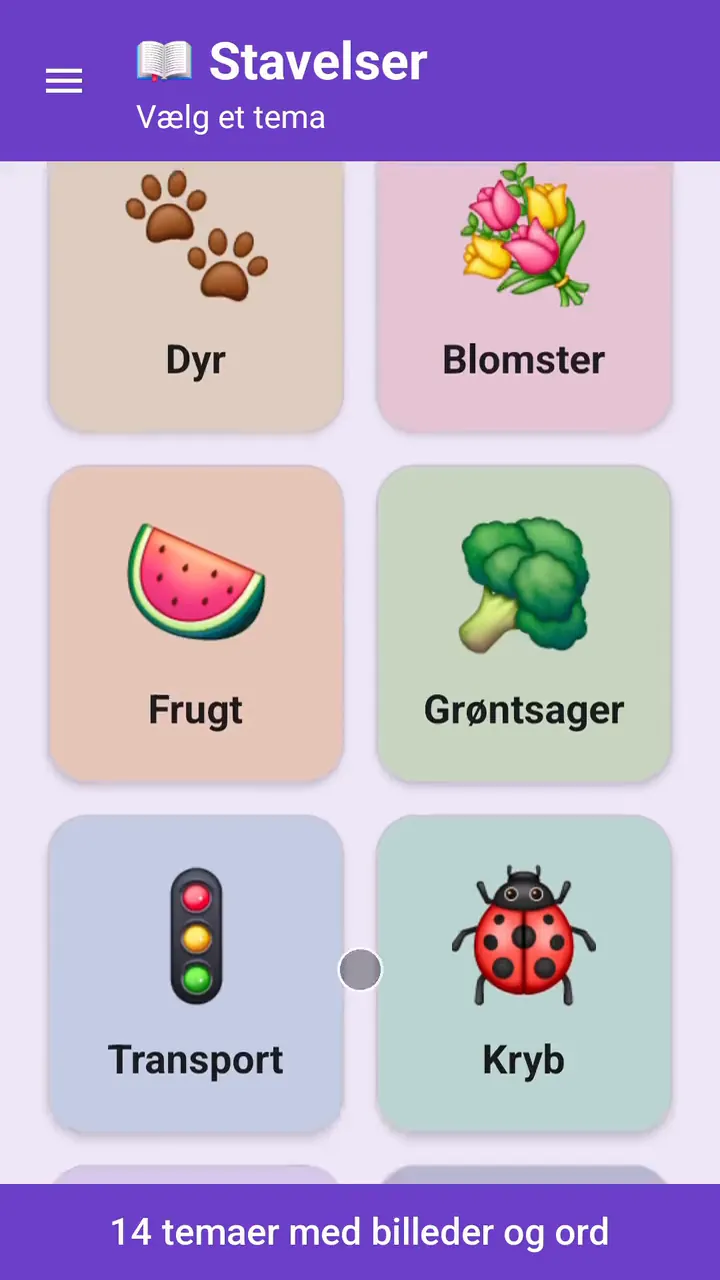 Stavelser
Vælg et tema
Dyr
Blomster
Frugt
Grøntsager
Transport
Kryb
14 temaer med billeder og ord